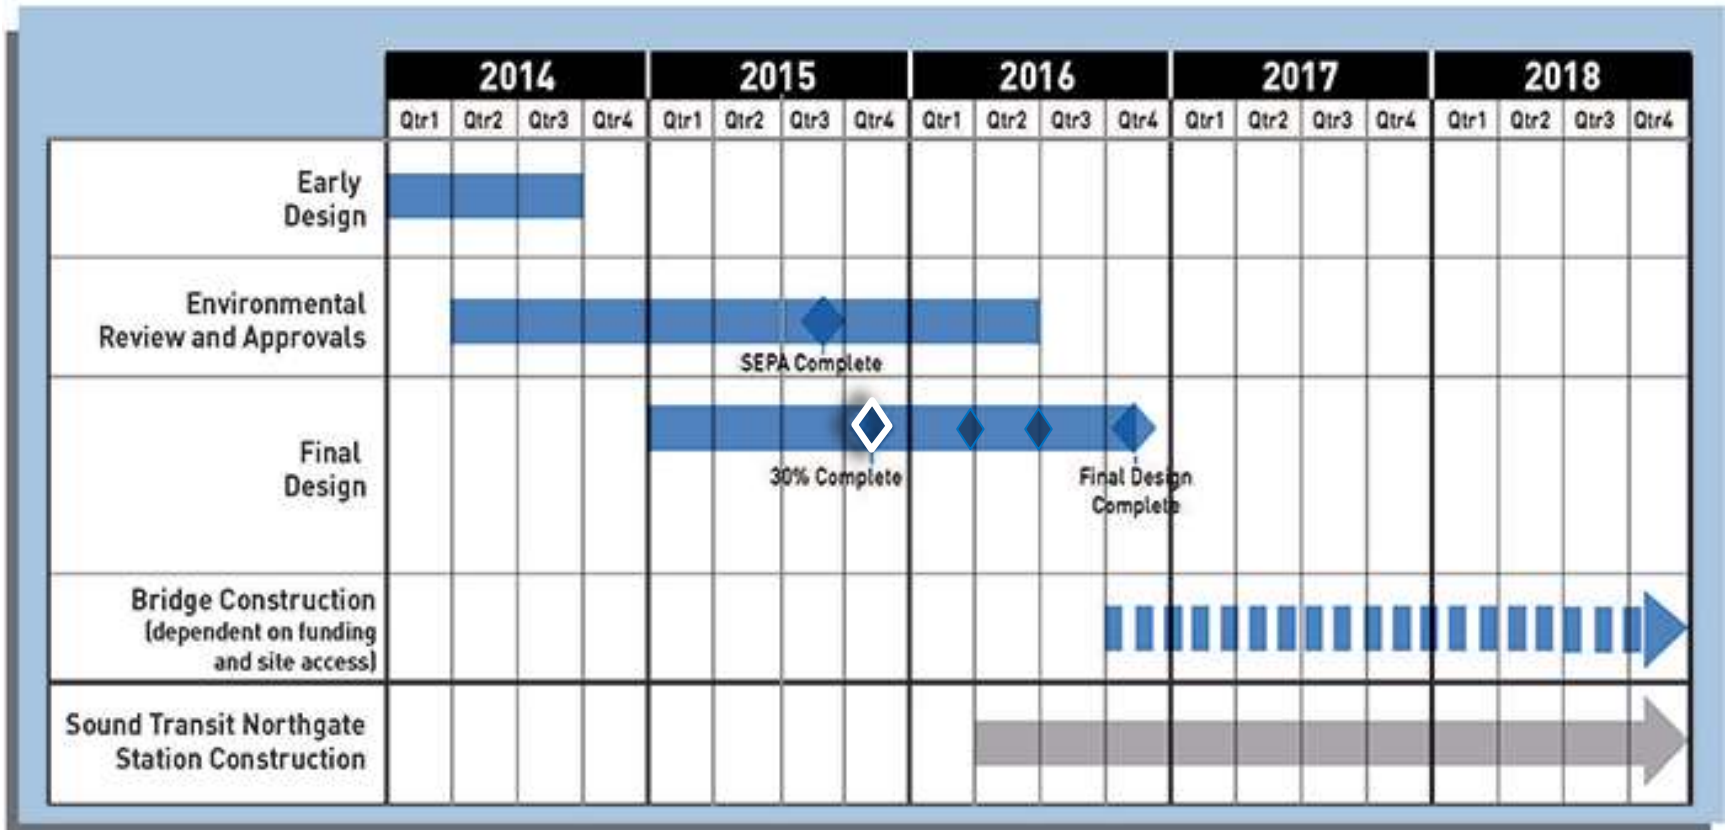 2014 2015 2016 2017 2018
Qtr1 Qtr2 Qtr3 Qtr4 Qtr1 Qtr2 Qtr3 Qtr4 Qtr1 Qtr2 Qtr3 Qtr4 Qtr1 Qtr2 Qtr3 Qtr4 Qtr1 Qtr2 Qtr3 Qtr4
Early
Design
Environmental
Review and Approvals
SEPA Complete
Final
Design
30% Complete
Final Design
Complete
Bridge Construction
(dependent on funding
and site access)
Sound Transit Northgate
Station Construction